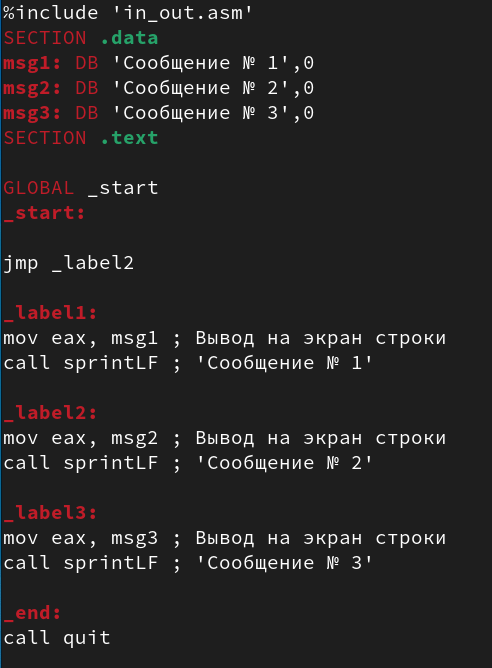 %include 'in_out.asm'
SECTION .data
msg1: DB 'Сообщение № 1',0
msg2: DB 'Сообщение № 2',0
msg3: DB 'Сообщение № 3',0
SECTION .text
GLOBAL _start
_start:
jmp _label2
_label1:
mov eax, msg1 ; Вывод на экран строки
call sprintLF ; 'Сообщение № 1'
_label2:
mov eax, msg2 ; Вывод на экран строки
call sprintLF ; 'Сообщение № 2'
_label3:
mov eax, msg3 ; Вывод на экран строки
call sprintLF ; 'Сообщение № 3'
_end:
call quit